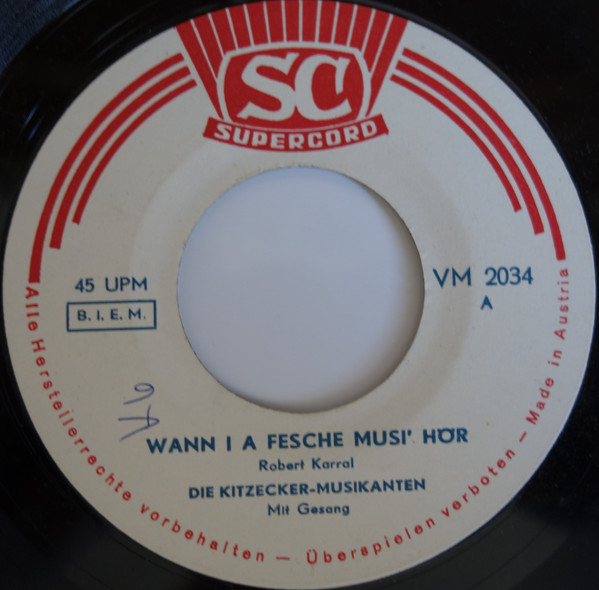 SC
SUPERCORD
45 UPM
B. I. E. M.
VM 2034
A
WANN I A FESCHE MUSI' HÖR
Robert Karral
DIE KITZECKER-MUSIKANTEN
Mit Gesang
Alle Herstellerrechte vorbehalten — Überspielen verboten — Made in Austria